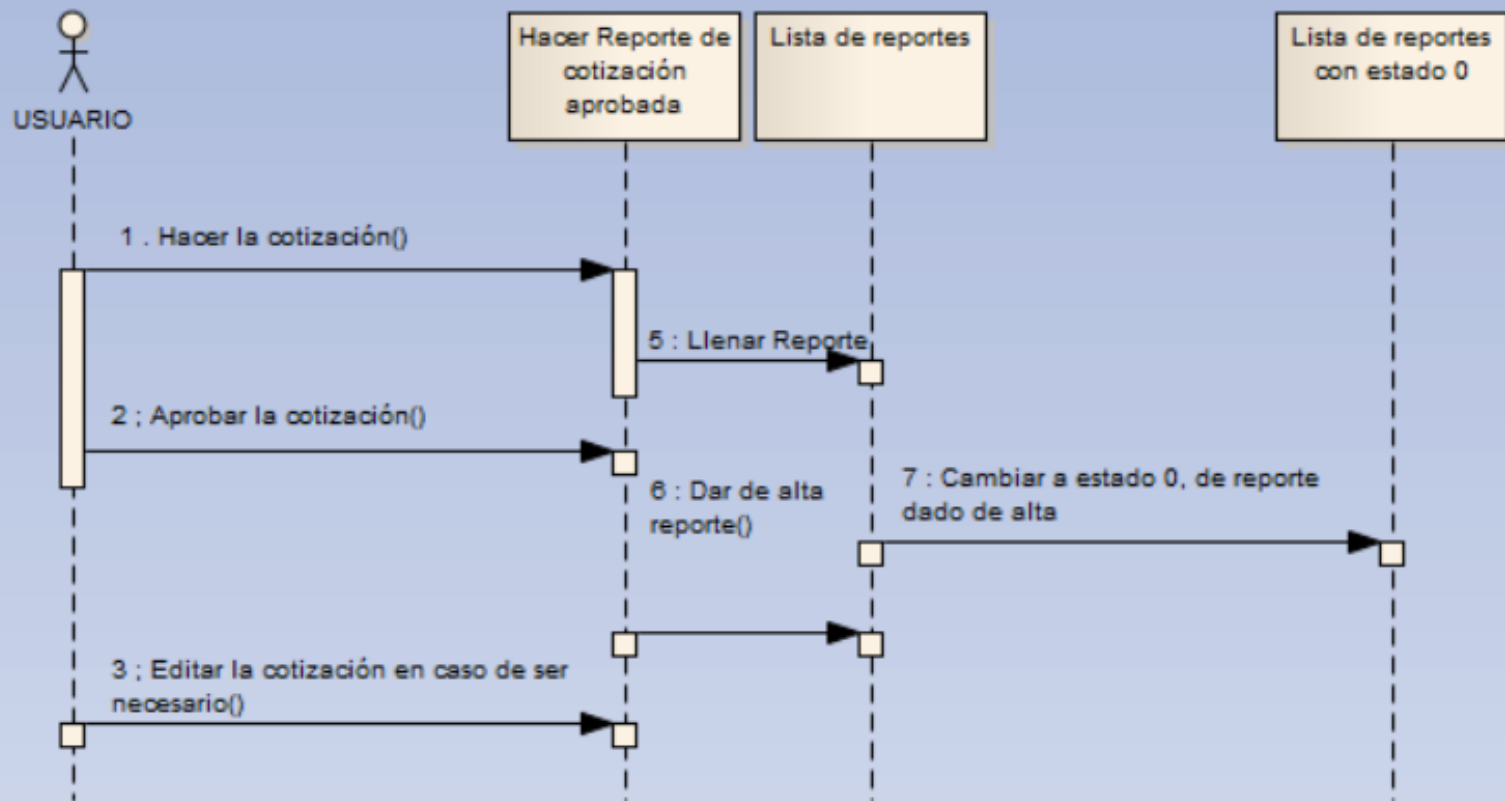 Hacer Reporte de
cotización
aprobada
Lista de reportes
Lista de reportes
con estado 0
USUARIO
1 . Hacer la cotización()
5 : Llenar Reporte
2 ; Aprobar la cotización()
6 : Dar de alta
reporte()
7 : Cambiar a estado 0, de reporte
dado de alta
3 ; Editar la cotización en caso de ser
necesario()